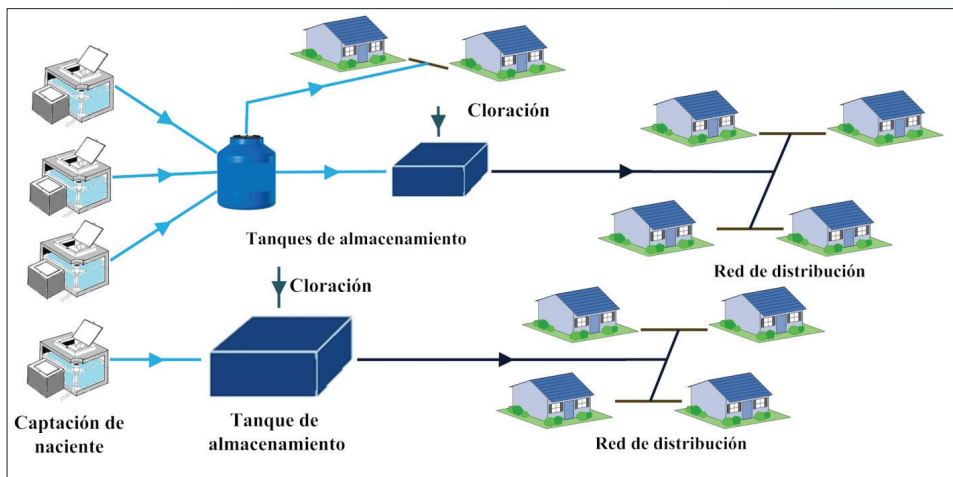 Cloración
Tanques de almacenamiento
Red de distribución
Cloración
Captación de
naciente
Tanque de
almacenamiento
Red de distribución